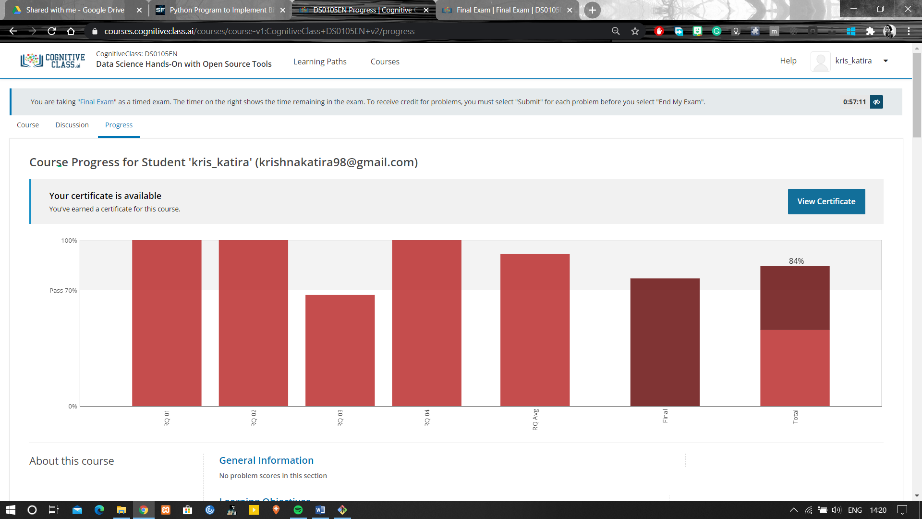 Shared with me - Google Drive
Python Program to Implement B
DS0105EN Progress | Cognitive C
Final Exam | Final Exam | DS0105
courses.cognitiveclass.ai/courses/course-v1:CognitiveClass+DS0105EN+v2/progress
COGNITIVE
CLASS.ai
CognitiveClass: DS0105EN
Data Science Hands-On with Open Source Tools
Learning Paths
Courses
Help
kris_katira
You are taking "Final Exam" as a timed exam. The timer on the right shows the time remaining in the exam. To receive credit for problems, you must select "Submit" for each problem before you select "End My Exam".
0:57:11
Course
Discussion
Progress
Course Progress for Student 'kris_katira' (krishnakatira98@gmail.com)
Your certificate is available
You've earned a certificate for this course.
View Certificate
100%
Pass 70%
0%
84%
RQ 01
RQ 02
RQ 03
RQ 04
RQ Avg
Final
Total
About this course
General Information
No problem scores in this section
Learning Objectives
ENG
14:20